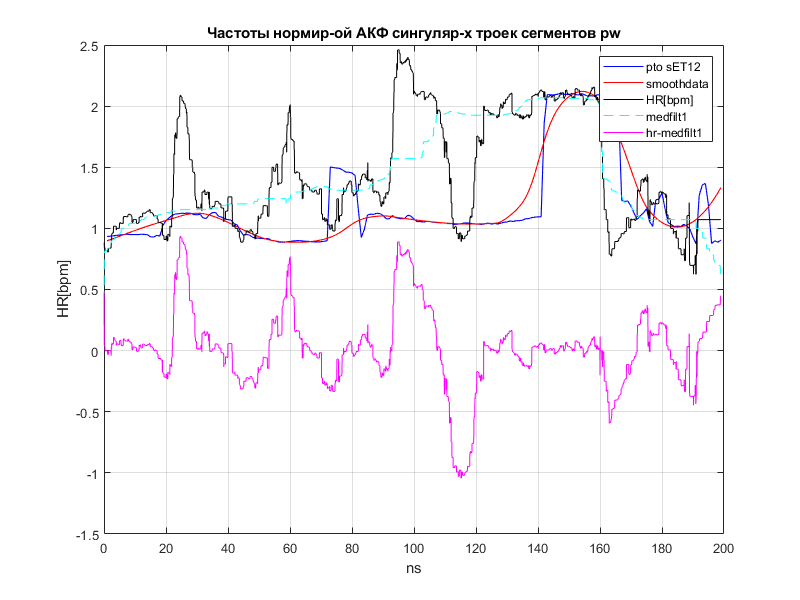 Частоты нормир-ой АКФ сингуляр-х троек сегментов pw
pto sET12
smoothdata
HR[bpm]
medfilt1
hr-medfilt1
2.5
2
1.5
1
0.5
0
-0.5
-1
-1.5
HR[bpm]
0 20 40 60 80 100 120 140 160 180 200
ns